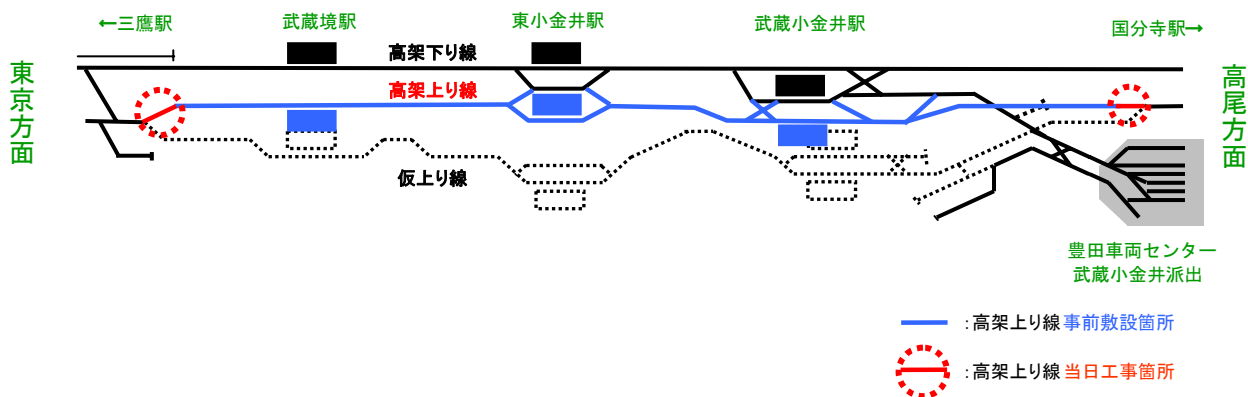 ←三鷹駅
武蔵境駅
東小金井駅
武蔵小金井駅
国分寺駅→
高架下り線
東京方面
高架上り線
高尾方面
仮上り線
豊田車両センター
武蔵小金井派出
:高架上り線事前敷設箇所
:高架上り線当日工事箇所